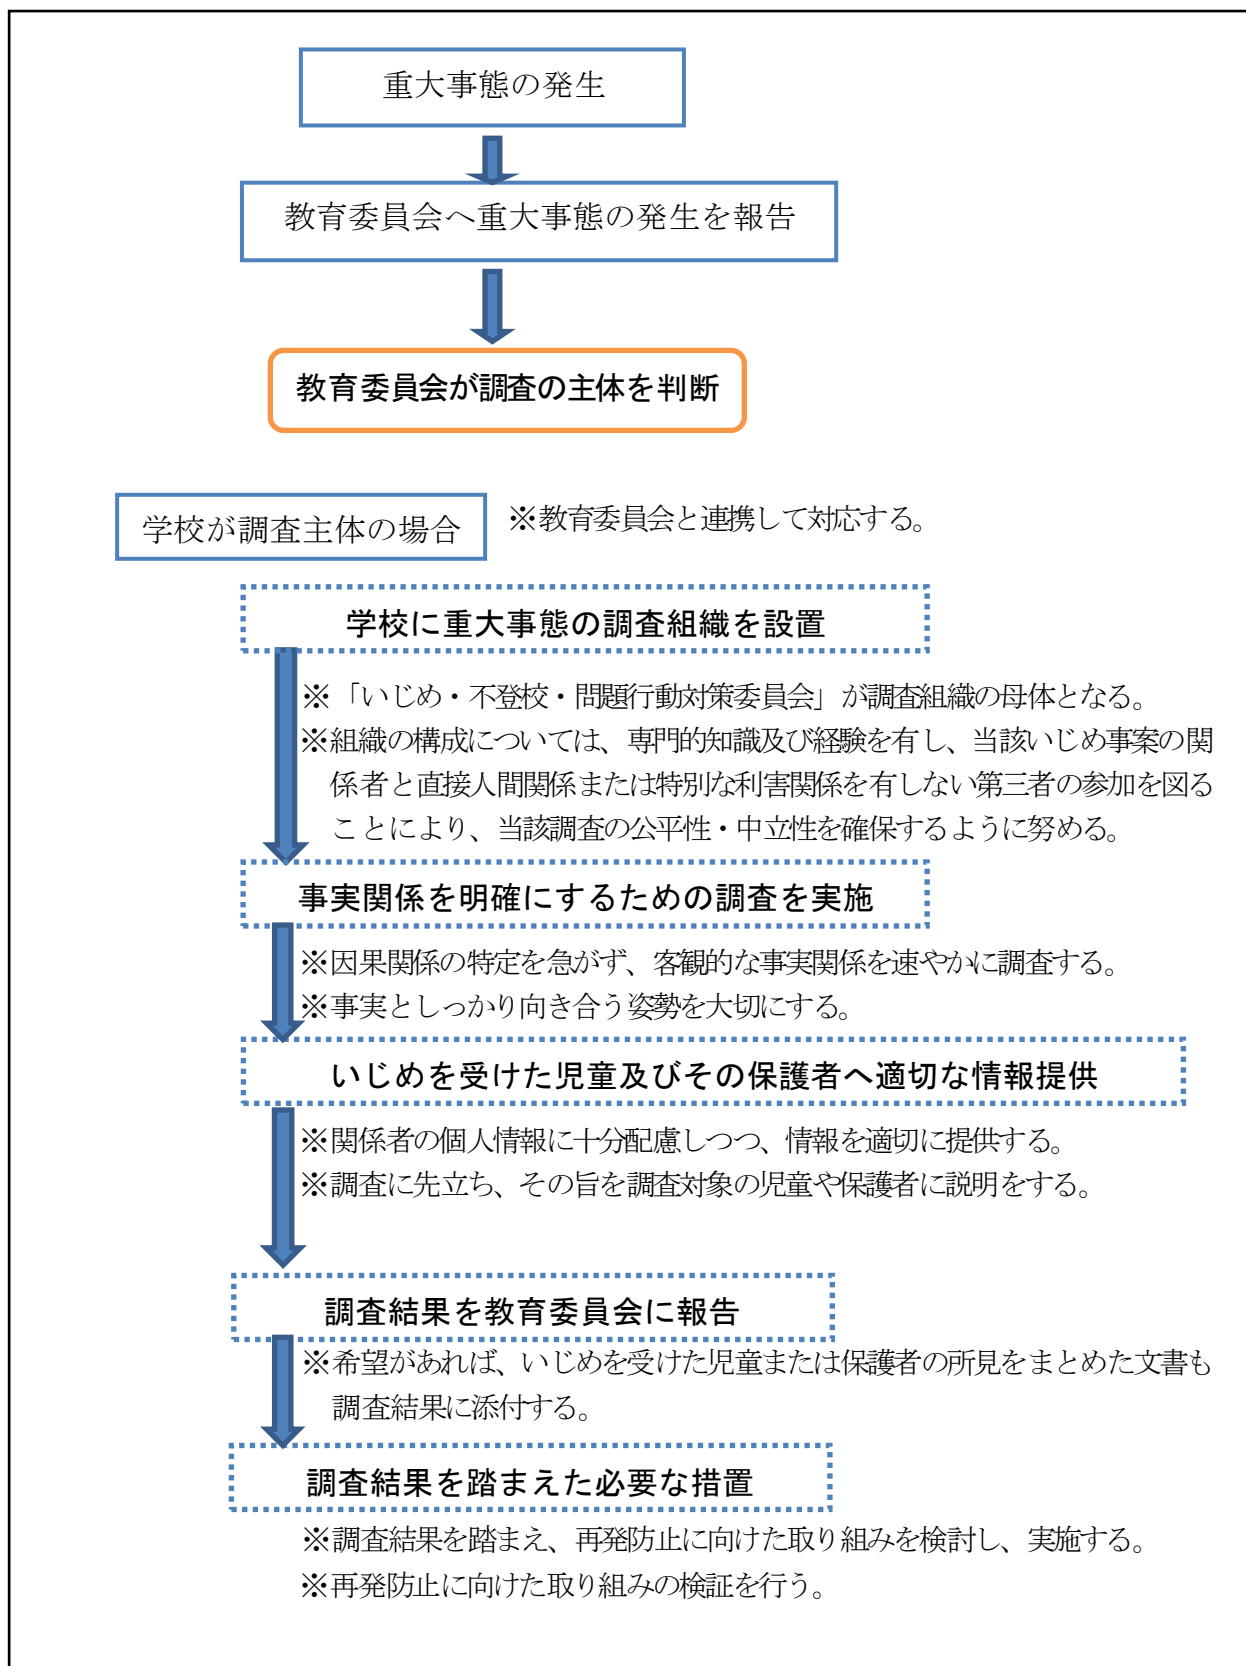 重大事態の発生
教育委員会へ重大事態の発生を報告
教育委員会が調査の主体を判断
学校が調査主体の場合
※教育委員会と連携して対応する。
学校に重大事態の調査組織を設置
※「いじめ・不登校・問題行動対策委員会」が調査組織の母体となる。
※組織の構成については、専門的知識及び経験を有し、当該いじめ事案の関
係者と直接人間関係または特別な利害関係を有しない第三者の参加を図る
ことにより、当該調査の公平性・中立性を確保するように努める。
事実関係を明確にするための調査を実施
※因果関係の特定を急がず、客観的な事実関係を速やかに調査する。
※事実としっかり向き合う姿勢を大切にする。
いじめを受けた児童及びその保護者へ適切な情報提供
※関係者の個人情報に十分配慮しつつ、情報を適切に提供する。
※調査に先立ち、その旨を調査対象の児童や保護者に説明をする。
調査結果を教育委員会に報告
※希望があれば、いじめを受けた児童または保護者の所見をまとめた文書も
調査結果に添付する。
調査結果を踏まえた必要な措置
※調査結果を踏まえ、再発防止に向けた取り組みを検討し、実施する。
※再発防止に向けた取り組みの検証を行う。